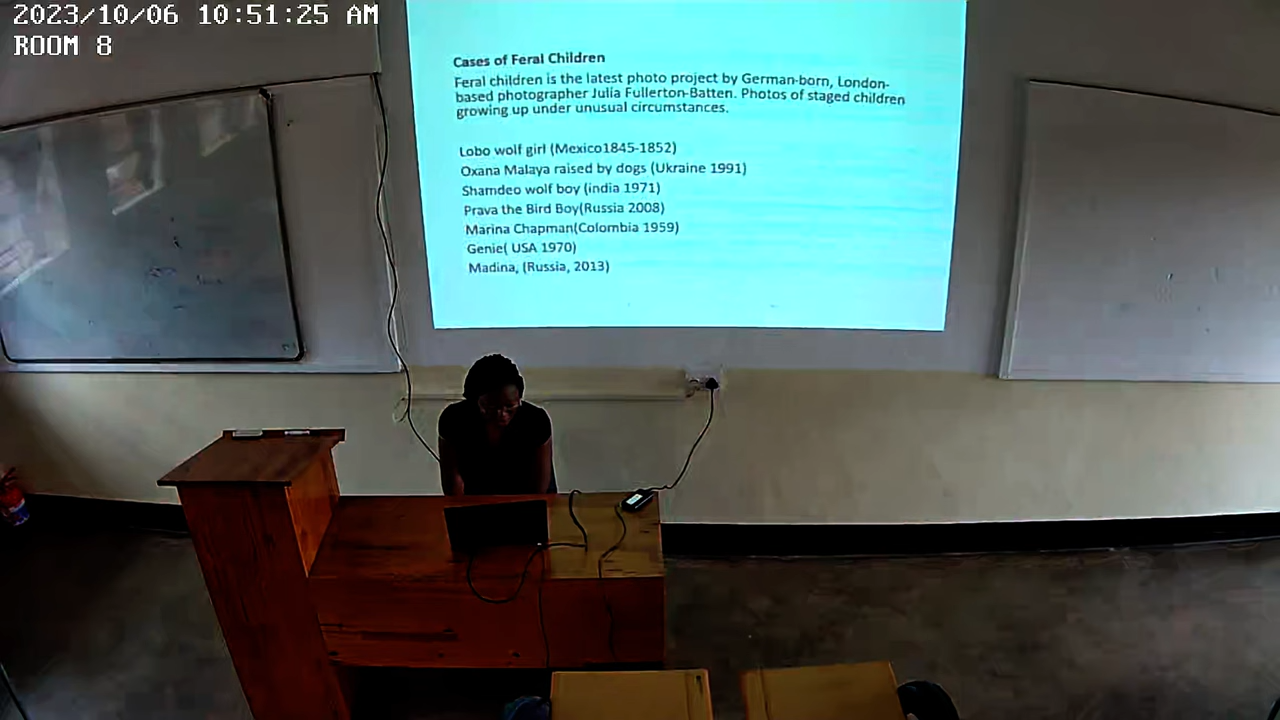 2023/10/06 10:51:25 AM
ROOM 8
Cases of Feral Children
Feral children is the latest photo project by German-born, London-
based photographer Julia Fullerton-Batten. Photos of staged children
growing up under unusual circumstances.
Lobo wolf girl (Mexico1845-1852)
Oxana Malaya raised by dogs (Ukraine 1991)
Shamdeo wolf boy (india 1971)
Prava the Bird Boy(Russia 2008)
Marina Chapman(Colombia 1959)
Genie( USA 1970)
Madina, (Russia, 2013)